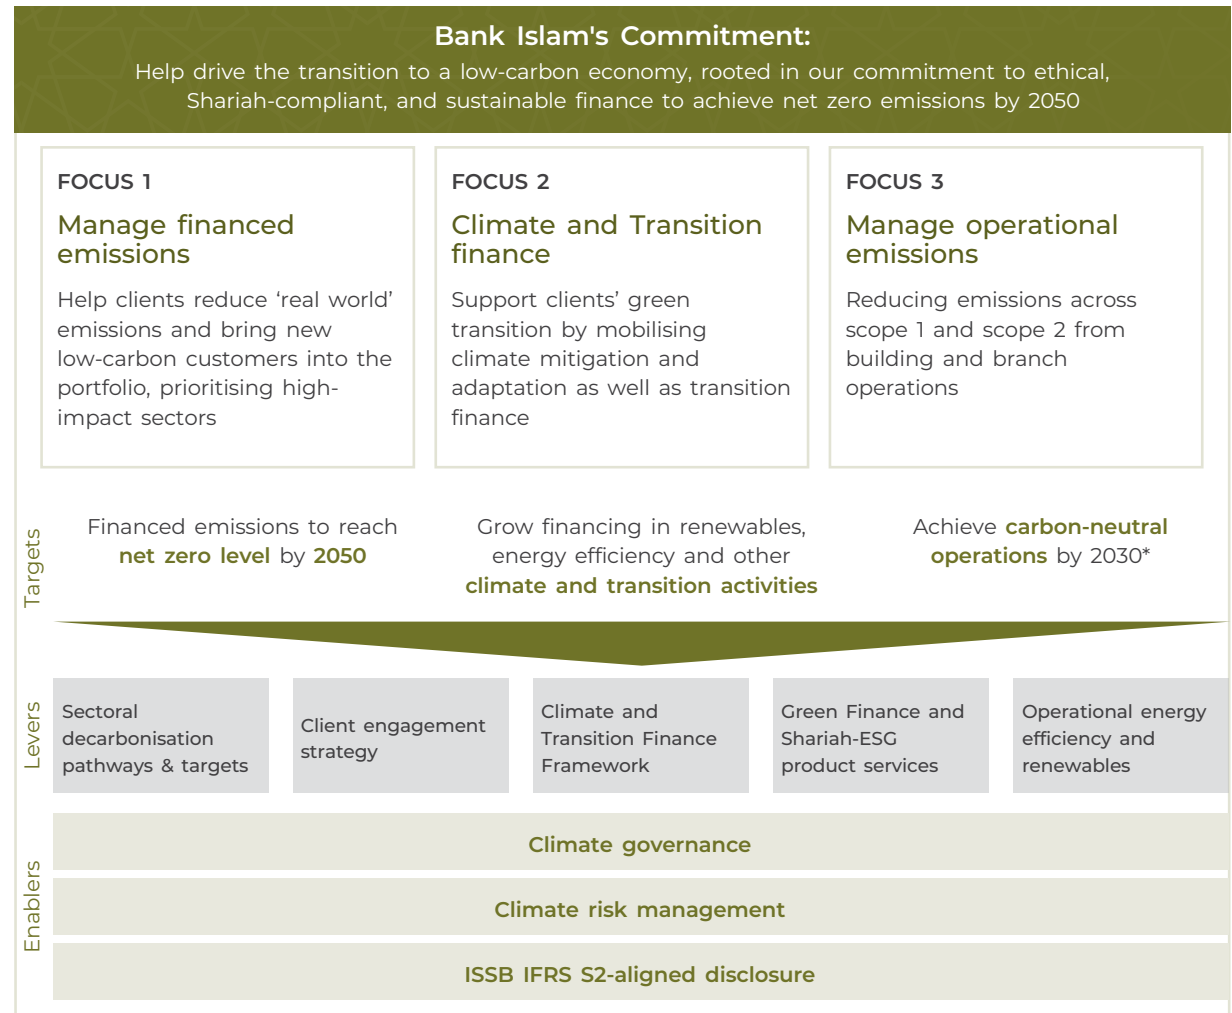 Bank Islam's Commitment:
Help drive the transition to a low-carbon economy, rooted in our commitment to ethical,
Shariah-compliant, and sustainable finance to achieve net zero emissions by 2050
FOCUS 1
Manage financed
emissions
Help clients reduce ‘real world’
emissions and bring new
low-carbon customers into the
portfolio, prioritising high-
impact sectors
FOCUS 2
Climate and Transition
finance
Support clients’ green
transition by mobilising
climate mitigation and
adaptation as well as transition
finance
FOCUS 3
Manage operational
emissions
Reducing emissions across
scope 1 and scope 2 from
building and branch
operations
Targets
Financed emissions to reach
net zero level by 2050
Grow financing in renewables,
energy efficiency and other
climate and transition activities
Achieve carbon-neutral
operations by 2030*
Levers
Sectoral
decarbonisation
pathways & targets
Client engagement
strategy
Climate and
Transition Finance
Framework
Green Finance and
Shariah-ESG
product services
Operational energy
efficiency and
renewables
Enablers
Climate governance
Climate risk management
ISSB IFRS S2-aligned disclosure